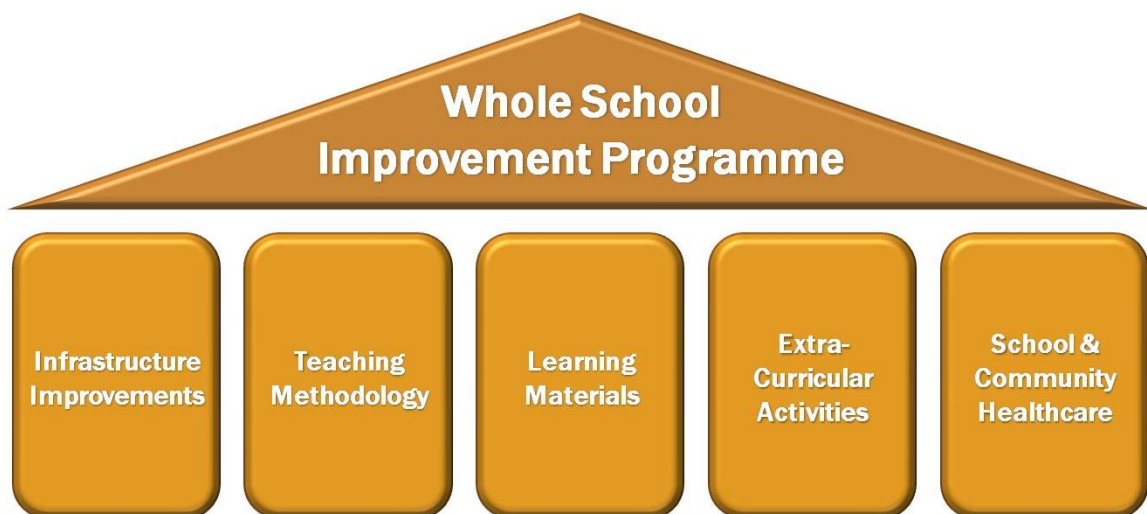 Whole School
Improvement Programme
Infrastructure
Improvements
Teaching
Methodology
Learning
Materials
Extra-
Curricular
Activities
School &
Community
Healthcare